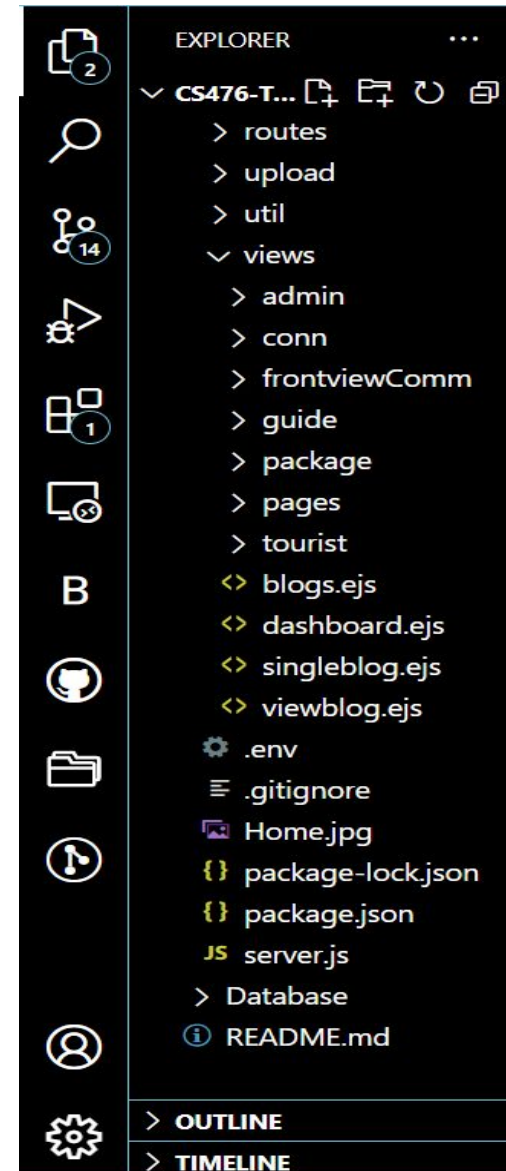 EXPLORER ...
CS476-T...
routes
upload
util
views
admin
conn
frontviewComm
guide
package
pages
tourist
<> blogs.ejs
<> dashboard.ejs
<> singleblog.ejs
<> viewblog.ejs
.env
.gitignore
Home.jpg
{} package-lock.json
{} package.json
JS server.js
Database
README.md
OUTLINE
TIMELINE
2
14
1
B